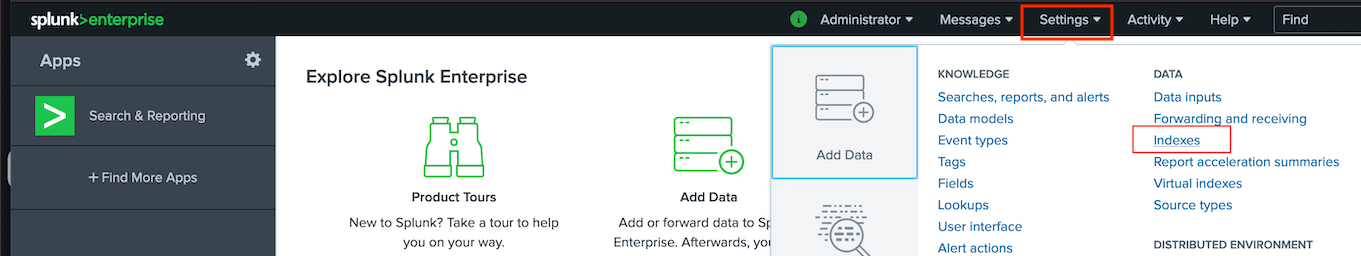 splunk>enterprise
i Administrator Messages Settings Activity Help Find
Apps
Search & Reporting
+ Find More Apps
Explore Splunk Enterprise
Product Tours
New to Splunk? Take a tour to help
you on your way.
Add Data
Add or forward data to Sp
Enterprise. Afterwards, you
Add Data
KNOWLEDGE
Searches, reports, and alerts
Data models
Event types
Tags
Fields
Lookups
User interface
Alert actions
DATA
Data inputs
Forwarding and receiving
Indexes
Report acceleration summaries
Virtual indexes
Source types
DISTRIBUTED ENVIRONMENT